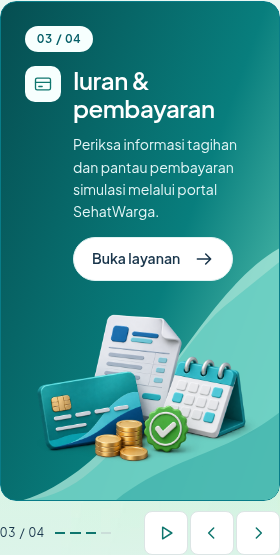 03 / 04
Iuran &
pembayaran
Periksa informasi tagihan
dan pantau pembayaran
simulasi melalui portal
SehatWarga.
Buka layanan
03 / 04